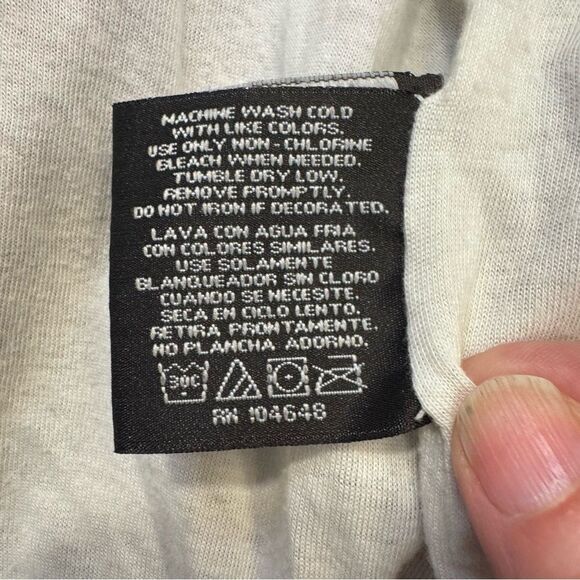 MACHINE WASH COLD
WITH LIKE COLORS.
USE ONLY NON - CHLORINE
BLEACH WHEN NEEDED.
TUMBLE DRY LOW.
REMOVE PROMPTLY.
DO NOT IRON IF DECORATED.
LAVA CON AGUA FRIA
CON COLORES SIMILARES.
USE SOLAMENTE
BLANQUEADOR SIN CLORO
CUANDO SE NECESITE.
SECA EN CICLO LENTO.
RETIRA PRONTAMENTE.
NO PLANCHA ADORNO.
30C
RN 104648